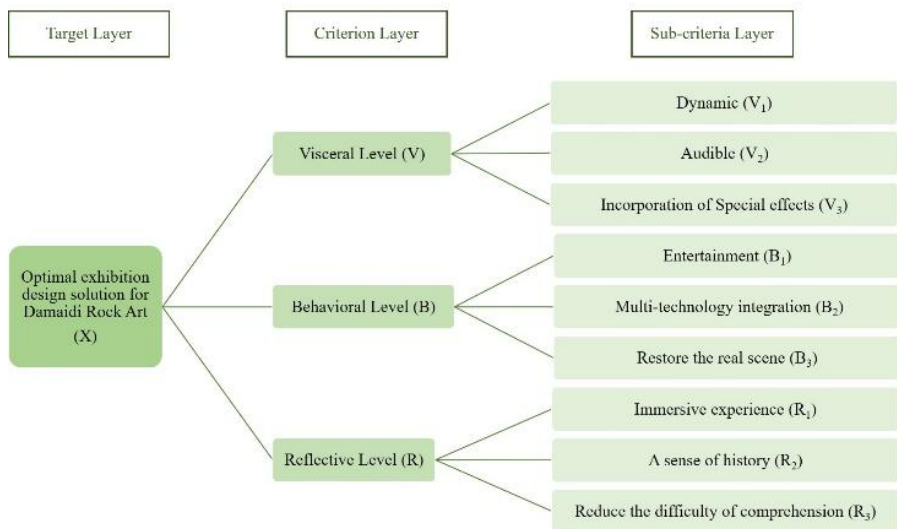 Target Layer
Criterion Layer
Sub-criteria Layer
Optimal exhibition
design solution for
Damaidi Rock Art
(X)
Visceral Level (V)
Behavioral Level (B)
Reflective Level (R)
Dynamic (V₁)
Audible (V₂)
Incorporation of Special effects (V₃)
Entertainment (B₁)
Multi-technology integration (B₂)
Restore the real scene (B₃)
Immersive experience (R₁)
A sense of history (R₂)
Reduce the difficulty of comprehension (R₃)